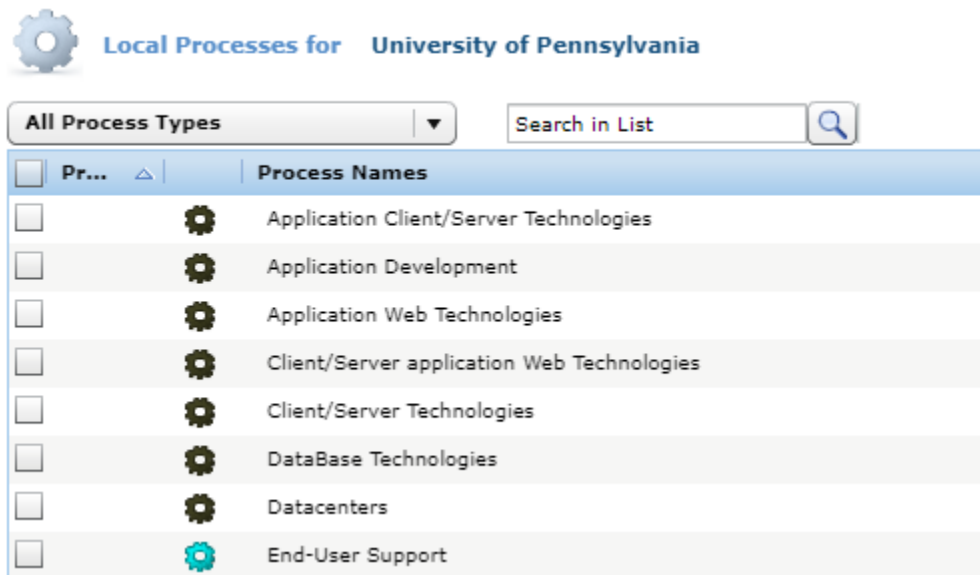 Local Processes for University of Pennsylvania
All Process Types
Search in List
Pr... Process Names
Application Client/Server Technologies
Application Development
Application Web Technologies
Client/Server application Web Technologies
Client/Server Technologies
DataBase Technologies
Datacenters
End-User Support